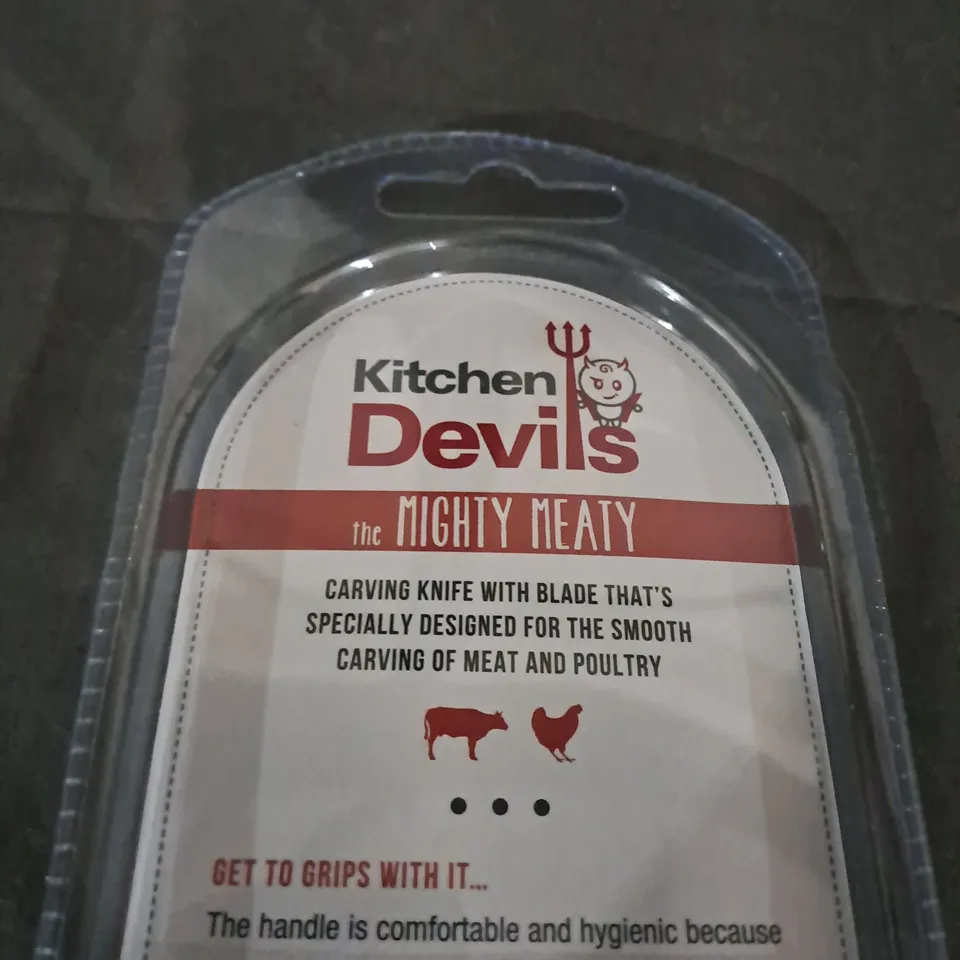 Kitchen
Devils
the MIGHTY MEATY
CARVING KNIFE WITH BLADE THAT'S
SPECIALLY DESIGNED FOR THE SMOOTH
CARVING OF MEAT AND POULTRY
GET TO GRIPS WITH IT...
The handle is comfortable and hygienic because